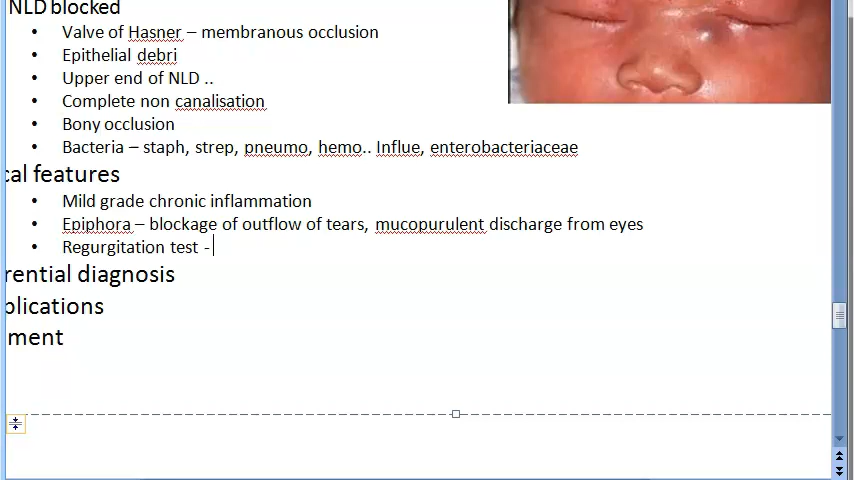 NLD blocked
• Valve of Hasner – membranous occlusion
• Epithelial debri
• Upper end of NLD ..
• Complete non canalisation
• Bony occlusion
• Bacteria – staph, strep, pneumo, hemo.. Influe, enterobacteriaceae
cal features
• Mild grade chronic inflammation
• Epiphora – blockage of outflow of tears, mucopurulent discharge from eyes
• Regurgitation test -
rential diagnosis
plications
ment